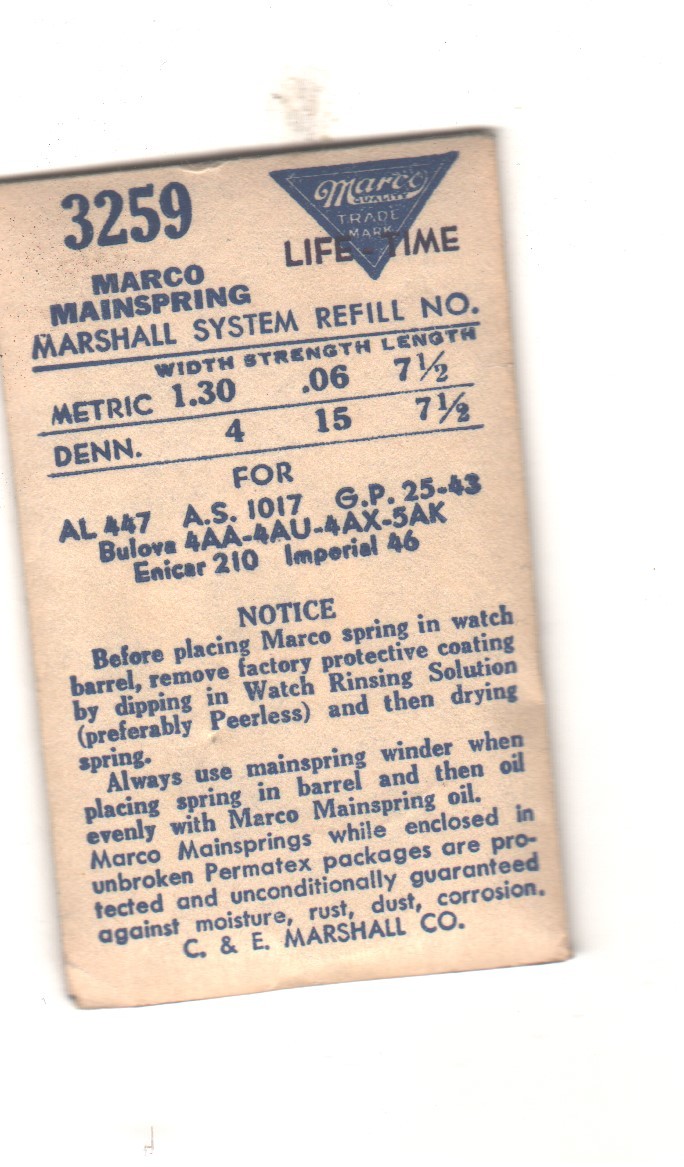 3259
Marco
QUALITY
TRADE
MARK
LIFE-TIME
MARCO
MAINSPRING
MARSHALL SYSTEM REFILL NO.
WIDTH STRENGTH LENGTH
METRIC 1.30 .06 7½
DENN. 4 15 7½
FOR
AL 447 A.S. 1017 G.P. 25-43
Bulova 4AA-4AU-4AX-5AK
Enicar 210 Imperial 46
NOTICE
Before placing Marco spring in watch
barrel, remove factory protective coating
by dipping in Watch Rinsing Solution
(preferably Peerless) and then drying
spring.
Always use mainspring winder when
placing spring in barrel and then oil
evenly with Marco Mainspring oil.
Marco Mainsprings while enclosed in
unbroken Permatex packages are pro-
tected and unconditionally guaranteed
against moisture, rust, dust, corrosion.
C. & E. MARSHALL CO.